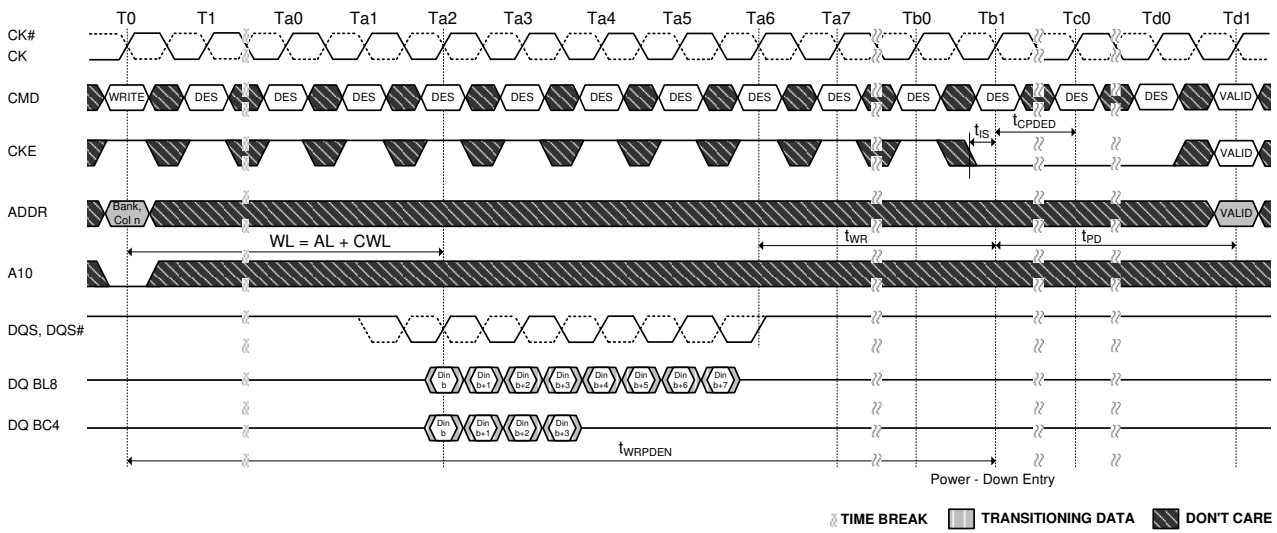 T0 T1 Ta0 Ta1 Ta2 Ta3 Ta4 Ta5 Ta6 Ta7 Tb0 Tb1 Tc0 Td0 Td1
CK#
CK
CMD WRITE DES DES DES DES DES DES DES DES DES DES DES DES DES VALID
tIS tCPDED
CKE VALID
ADDR Bank, Col n VALID
WL = AL + CWL tWR tPD
A10
DQS, DQS#
DQ BL8 Din b Din b+1 Din b+2 Din b+3 Din b+4 Din b+5 Din b+6 Din b+7
DQ BC4 Din b Din b+1 Din b+2 Din b+3
tWRPDEN
Power - Down Entry
TIME BREAK TRANSITIONING DATA DON'T CARE